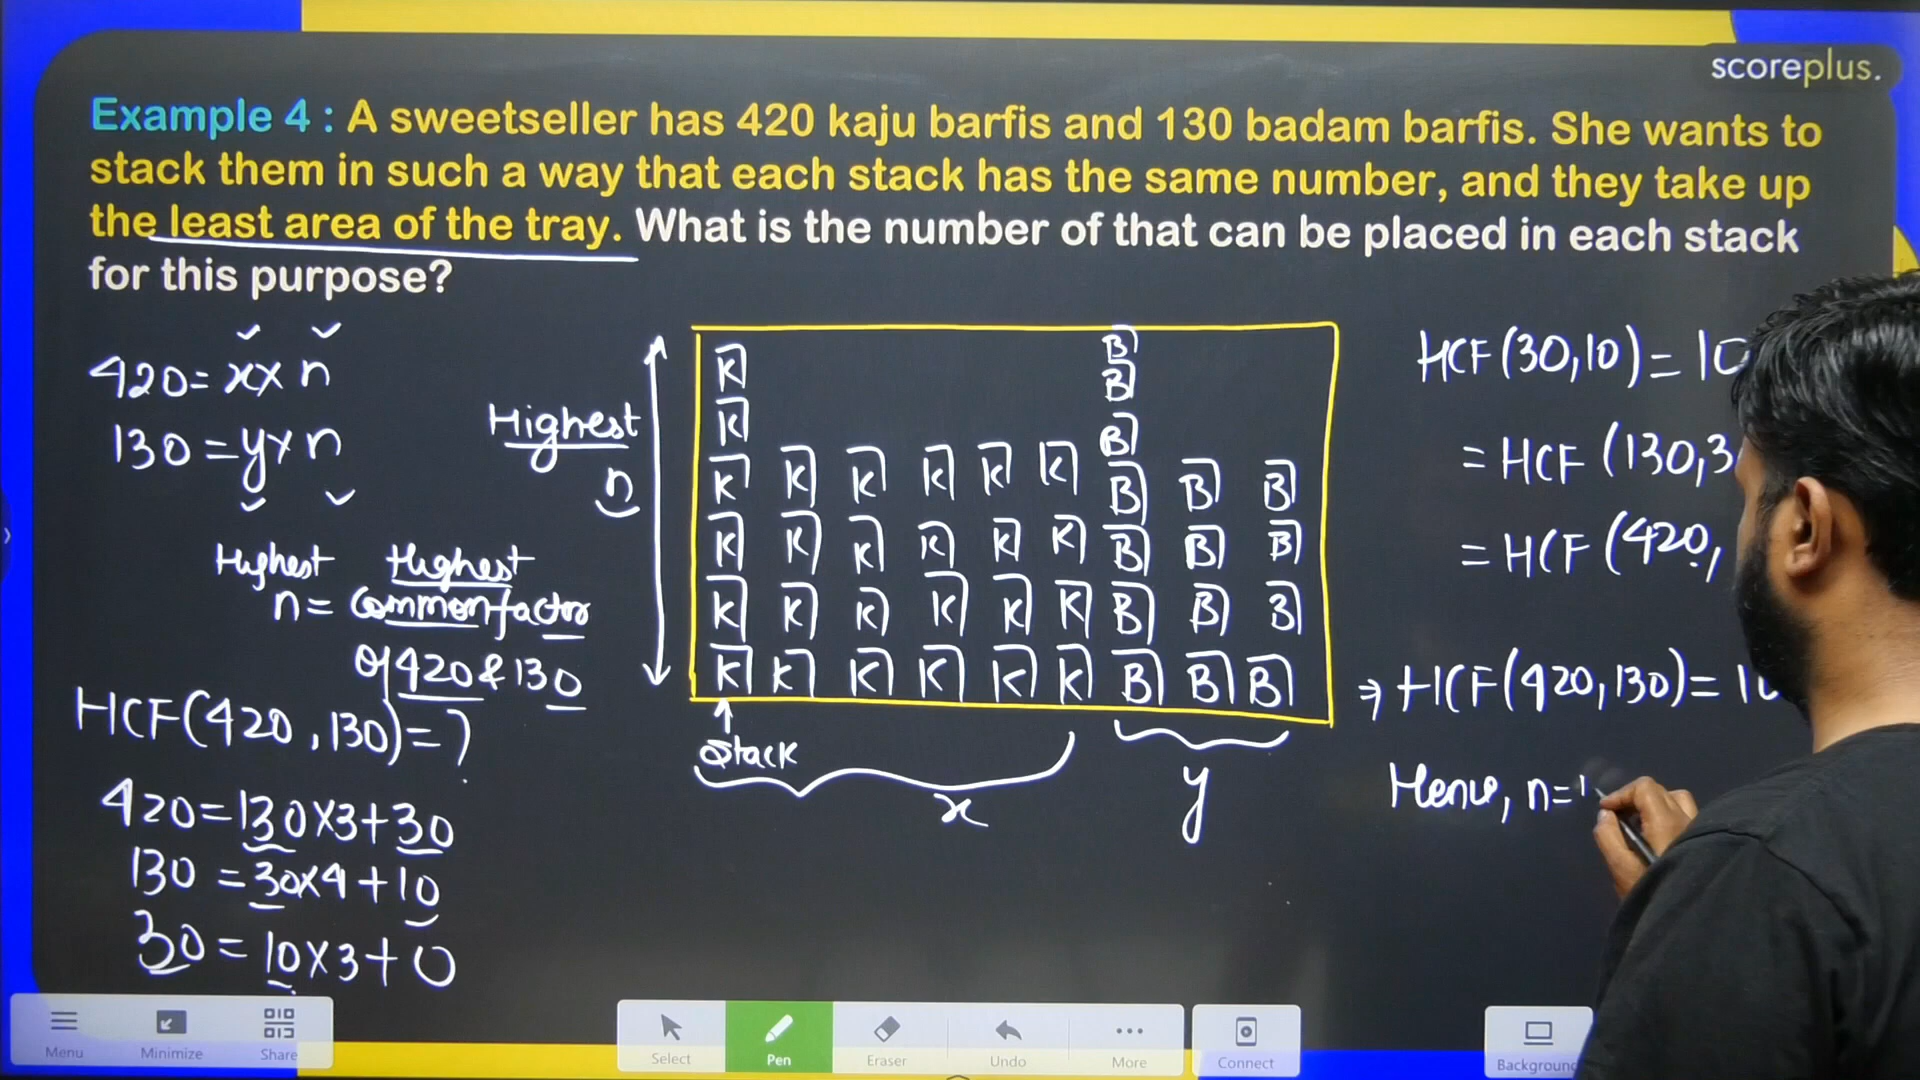 scoreplus.
Example 4 : A sweetseller has 420 kaju barfis and 130 badam barfis. She wants to
stack them in such a way that each stack has the same number, and they take up
the least area of the tray. What is the number of that can be placed in each stack
for this purpose?
420 = x × n
130 = y × n
Highest
n = Highest
Common factor
of 420 & 130
HCF(420, 130) = ?
420 = 130 × 3 + 30
130 = 30 × 4 + 10
30 = 10 × 3 + 0
Highest
n
K B
K B
K B
K K K K K K B B B
K K K K K K B B B
K K K K K K B B B
K K K K K K B B B
↑
Stack
x
y
HCF(30,10) = 10
= HCF (130,3
= HCF (420,
⇒ HCF(420,130) = 10
Hence, n = 1
Menu
Minimize
Share
Select
Pen
Eraser
Undo
More
Connect
Background